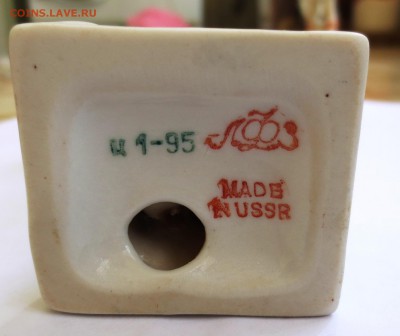 COINS.LAVE.RU
ц 1-95 ЛФЗ
MADE
IN USSR